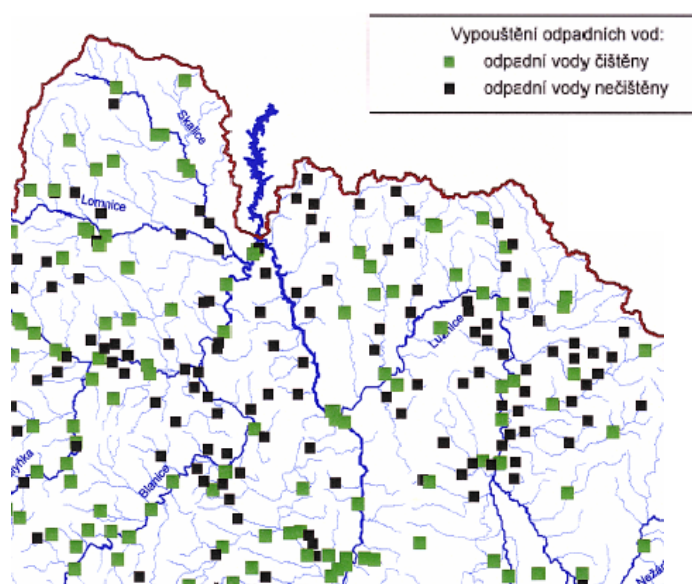 Vypouštění odpadních vod:
odpadní vody čištěny
odpadní vody nečištěny
Skalice
Lomnice
Lužnice
Blanice